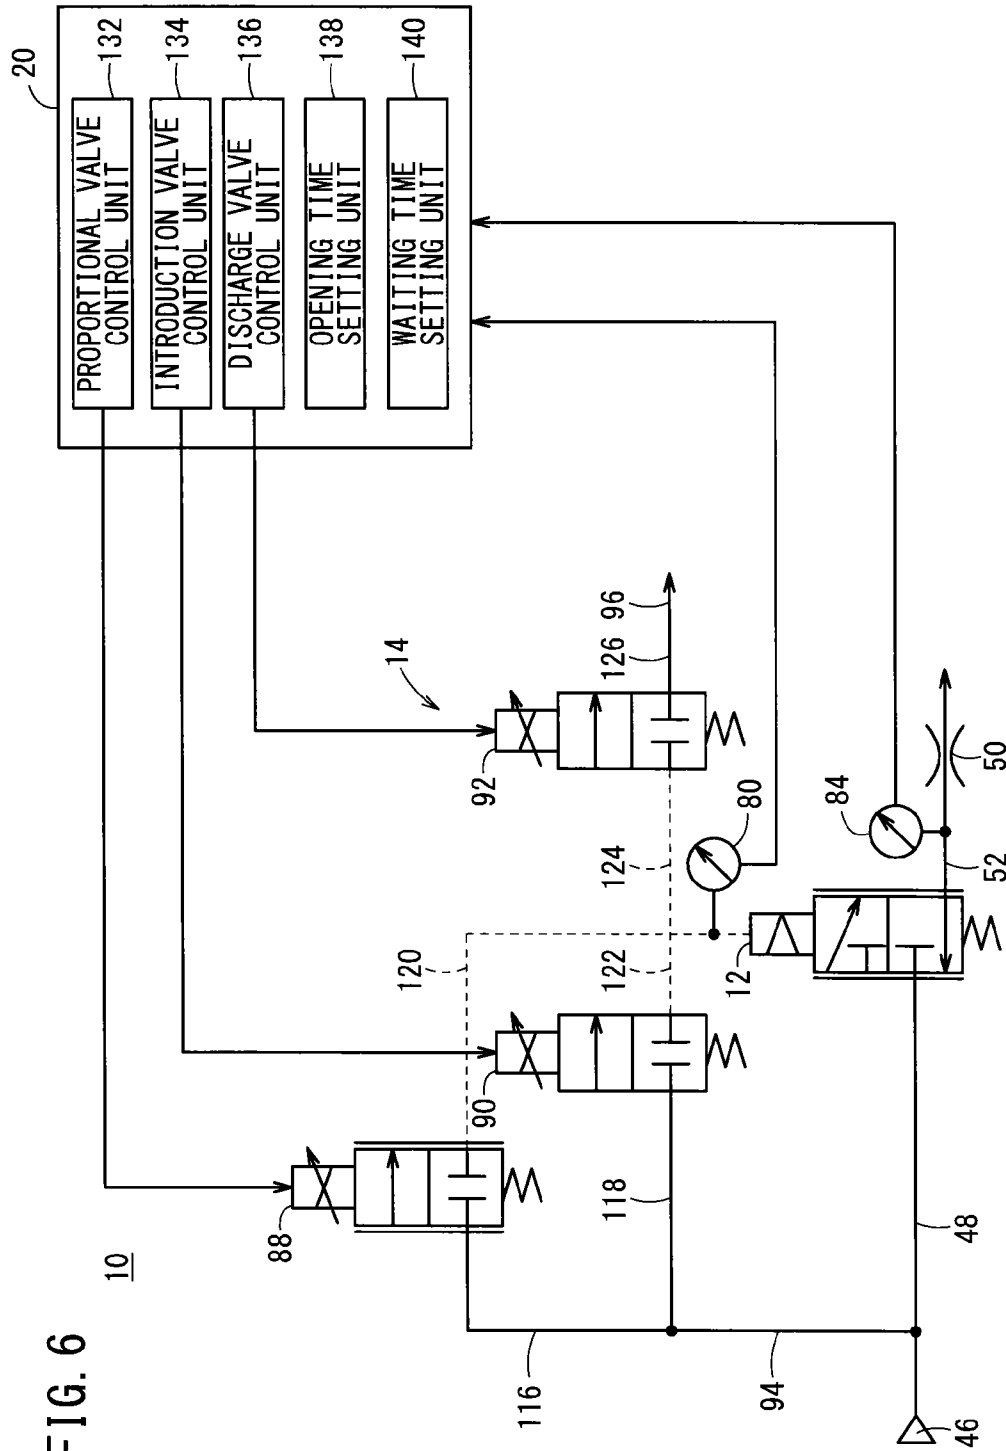 FIG. 6
10
20
PROPORTIONAL VALVE
CONTROL UNIT
132
INTRODUCTION VALVE
CONTROL UNIT
134
DISCHARGE VALVE
CONTROL UNIT
136
OPENING TIME
SETTING UNIT
138
WAITING TIME
SETTING UNIT
140
14
88
90
92
120
122
124
126
96
80
84
12
116
118
94
48
46
52
50